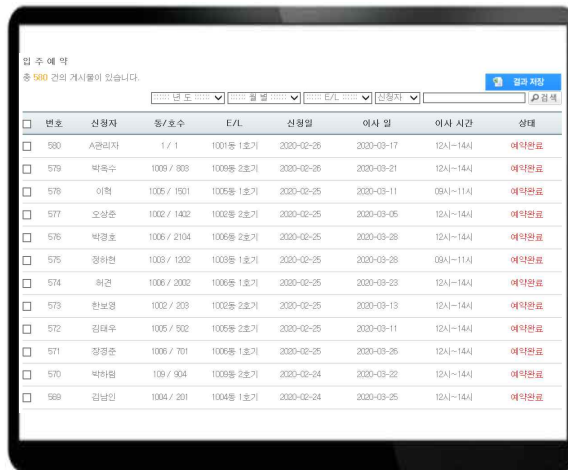 입 주 예 약
총 580 건의 게시물이 있습니다.
결과 저장
:::::: 년 도 :::::: :::::: 월 별 :::::: :::::: E/L :::::: 신청자 검색
번호 신청자 동/호수 E/L 신청일 이사 일 이사 시간 상태
580 A관리자 1 / 1 1001동 1호기 2020-02-26 2020-03-17 12시~14시 예약완료
579 박옥수 1009 / 803 1009동 2호기 2020-02-26 2020-03-21 12시~14시 예약완료
578 이혁 1005 / 1501 1005동 1호기 2020-02-25 2020-03-11 09시~11시 예약완료
577 오상준 1002 / 1402 1002동 2호기 2020-02-25 2020-03-05 12시~14시 예약완료
576 박경호 1006 / 2104 1006동 2호기 2020-02-25 2020-03-28 12시~14시 예약완료
575 정하현 1003 / 1202 1003동 1호기 2020-02-25 2020-03-28 09시~11시 예약완료
574 허견 1006 / 2002 1006동 1호기 2020-02-25 2020-03-23 12시~14시 예약완료
573 한보영 1002 / 203 1002동 2호기 2020-02-25 2020-03-13 12시~14시 예약완료
572 김태우 1005 / 502 1005동 1호기 2020-02-25 2020-03-11 12시~14시 예약완료
571 장경준 1006 / 701 1006동 1호기 2020-02-25 2020-03-26 12시~14시 예약완료
570 박하림 109 / 904 1009동 2호기 2020-02-24 2020-03-22 12시~14시 예약완료
569 김남인 1004 / 201 1004동 1호기 2020-02-24 2020-03-25 12시~14시 예약완료